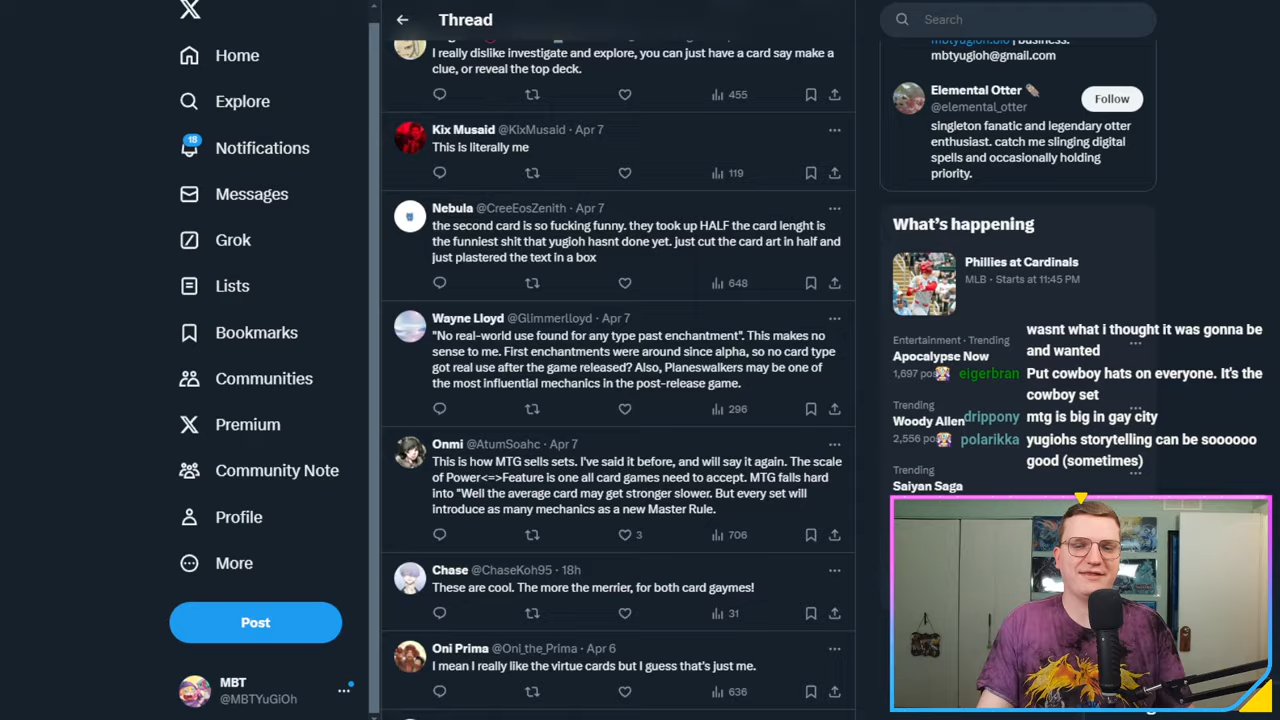 Home
Explore
18
Notifications
Messages
Grok
Lists
Bookmarks
Communities
Premium
Community Note
Profile
More
Post
MBT
@MBTYuGiOh
Thread
I really dislike investigate and explore, you can just have a card say make a
clue, or reveal the top deck.
455
Kix Musaid @KixMusaid · Apr 7
This is literally me
119
Nebula @CreeEosZenith · Apr 7
the second card is so fucking funny. they took up HALF the card lenght is
the funniest shit that yugioh hasnt done yet. just cut the card art in half and
just plastered the text in a box
648
Wayne Lloyd @Glimmerlloyd · Apr 7
"No real-world use found for any type past enchantment". This makes no
sense to me. First enchantments were around since alpha, so no card type
got real use after the game released? Also, Planeswalkers may be one of
the most influential mechanics in the post-release game.
296
Onmi @AtumSoahc · Apr 7
This is how MTG sells sets. I've said it before, and will say it again. The scale
of Power<=>Feature is one all card games need to accept. MTG falls hard
into "Well the average card may get stronger slower. But every set will
introduce as many mechanics as a new Master Rule.
3
706
Chase @ChaseKoh95 · 18h
These are cool. The more the merrier, for both card gaymes!
31
Oni Prima @Oni_the_Prima · Apr 6
I mean I really like the virtue cards but I guess that's just me.
636
Search
mbtyugioh.bio | business:
mbtyugioh@gmail.com
Elemental Otter
@elemental_otter
Follow
singleton fanatic and legendary otter
enthusiast. catch me slinging digital
spells and occasionally holding
priority.
What's happening
Phillies at Cardinals
MLB · Starts at 11:45 PM
Entertainment · Trending
Apocalypse Now
1,697 po
Trending
Woody Allen
2,556 po
Trending
Saiyan Saga
wasnt what i thought it was gonna be
and wanted
eigerbran Put cowboy hats on everyone. It's the
cowboy set
drippony mtg is big in gay city
polarikka yugiohs storytelling can be soooooo
good (sometimes)